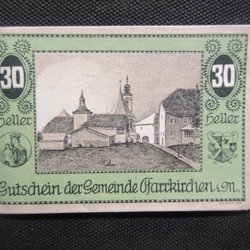 30 30
Heller Heller
Gutschein der Gemeinde Pfarrkirchen i. M.